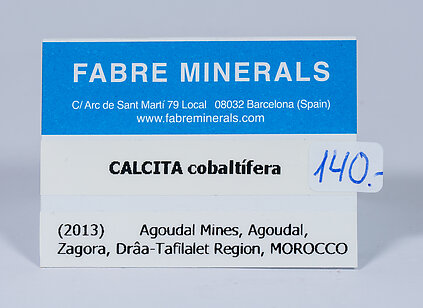 FABRE MINERALS
C/ Arc de Sant Martí 79 Local 08032 Barcelona (Spain)
www.fabreminerals.com
CALCITA cobaltífera
140.-
(2013) Agoudal Mines, Agoudal,
Zagora, Drâa-Tafilalet Region, MOROCCO